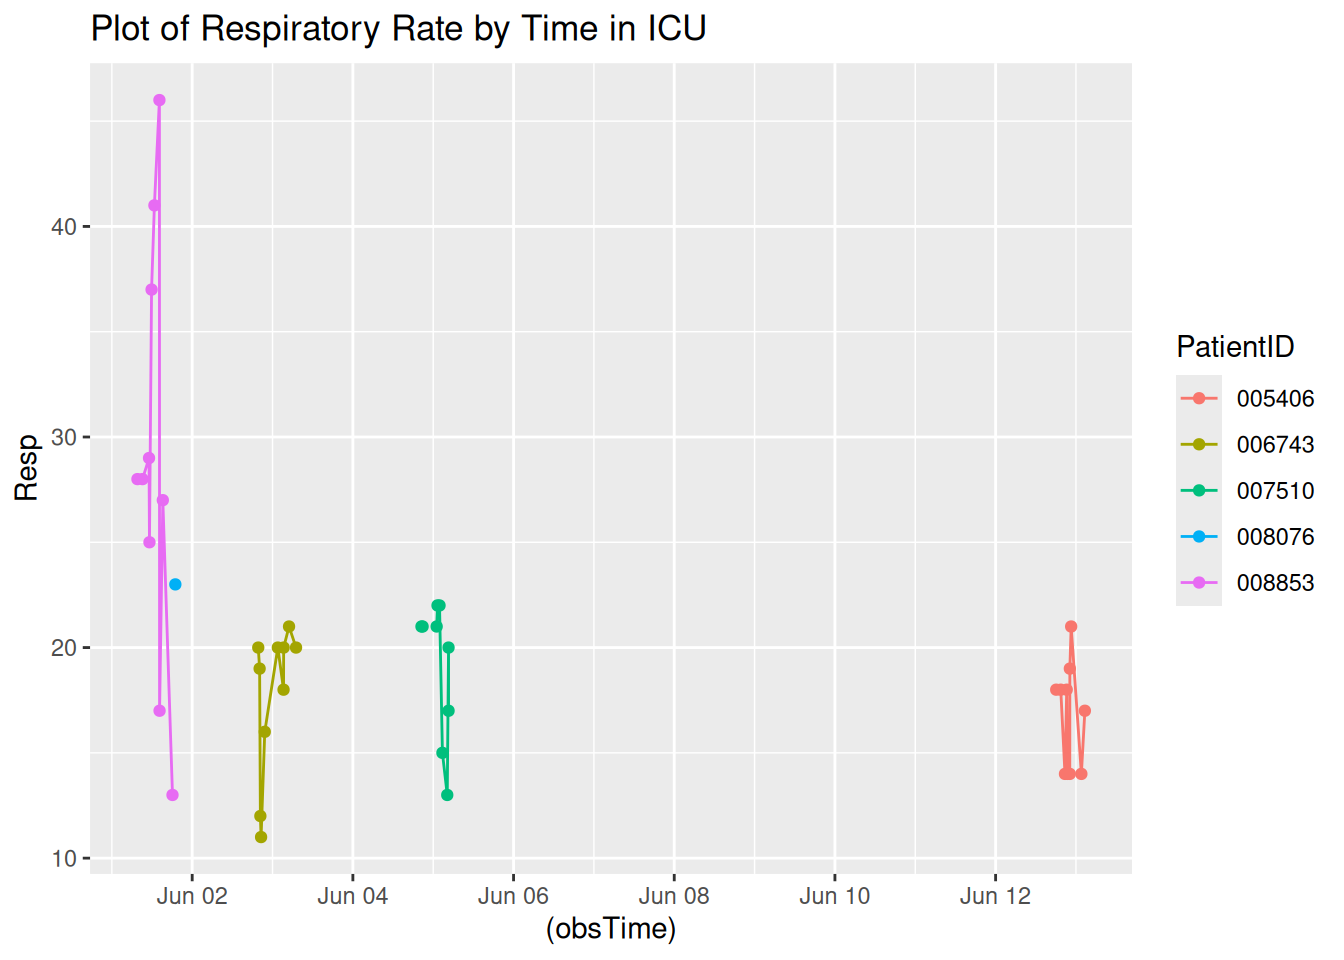 Plot of Respiratory Rate by Time in ICU
Resp
40
30
20
10
Jun 02 Jun 04 Jun 06 Jun 08 Jun 10 Jun 12
(obsTime)
PatientID
005406
006743
007510
008076
008853